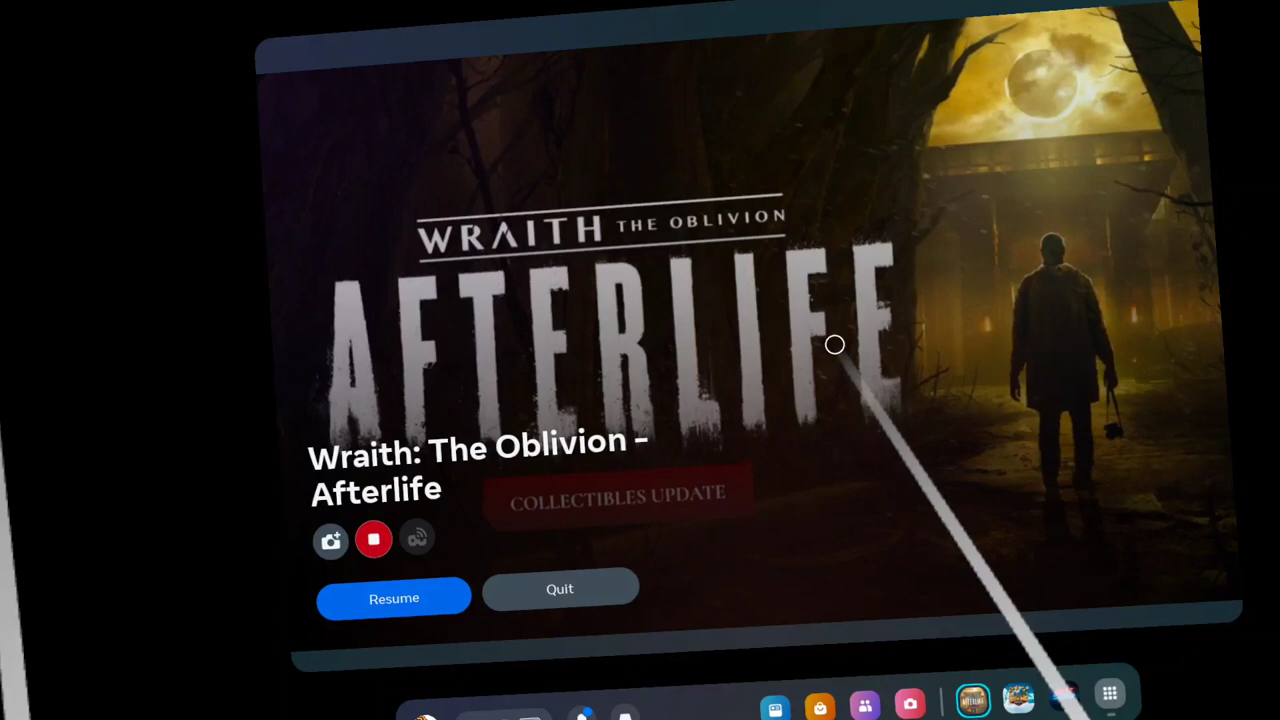 WRAITH THE OBLIVION
AFTERLIFE
Wraith: The Oblivion -
Afterlife
COLLECTIBLES UPDATE
Resume
Quit